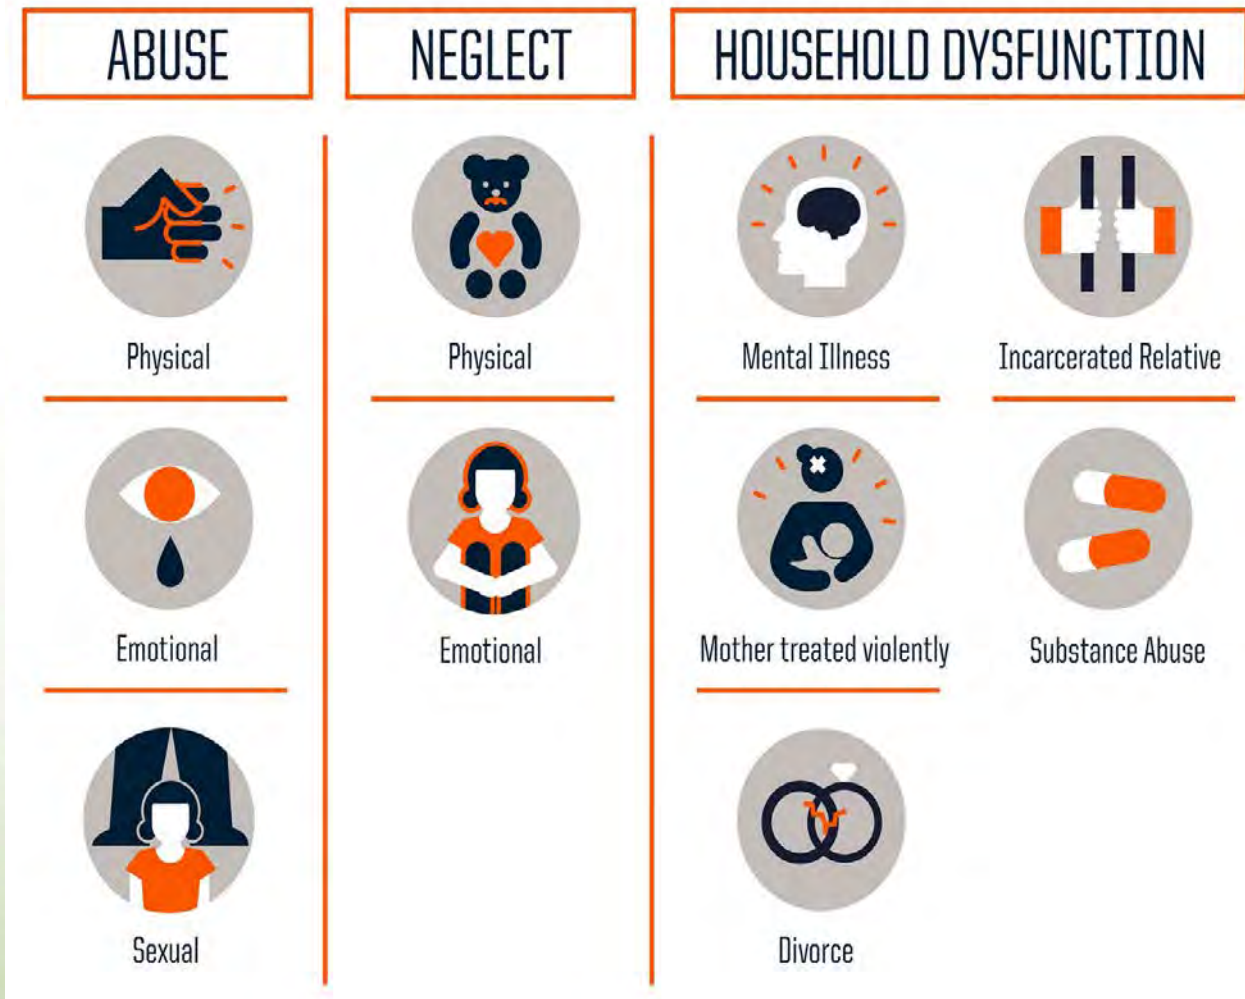 ABUSE
NEGLECT
HOUSEHOLD DYSFUNCTION
Physical
Emotional
Sexual
Physical
Emotional
Mental Illness
Incarcerated Relative
Mother treated violently
Substance Abuse
Divorce